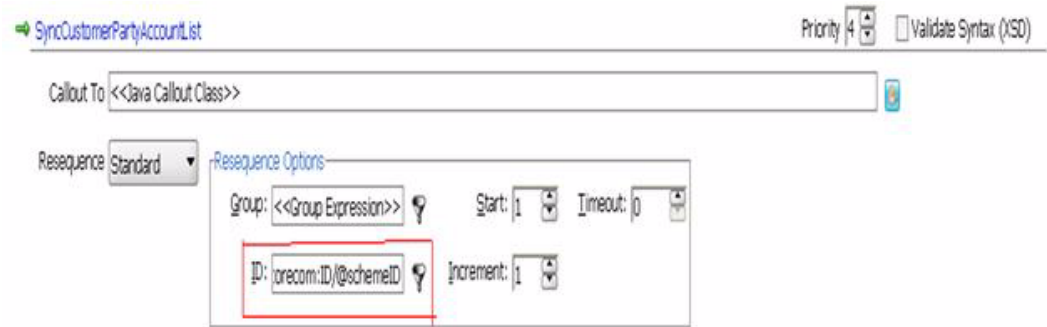 SyncCustomerPartyAccountList Priority 4 Validate Syntax (XSD)
Callout To <<Java Callout Class>>
Resequence Standard Resequence Options
Group: <<Group Expression>> Start: 1 Timeout: 0
ID: orecom:ID/@schemeID Increment: 1